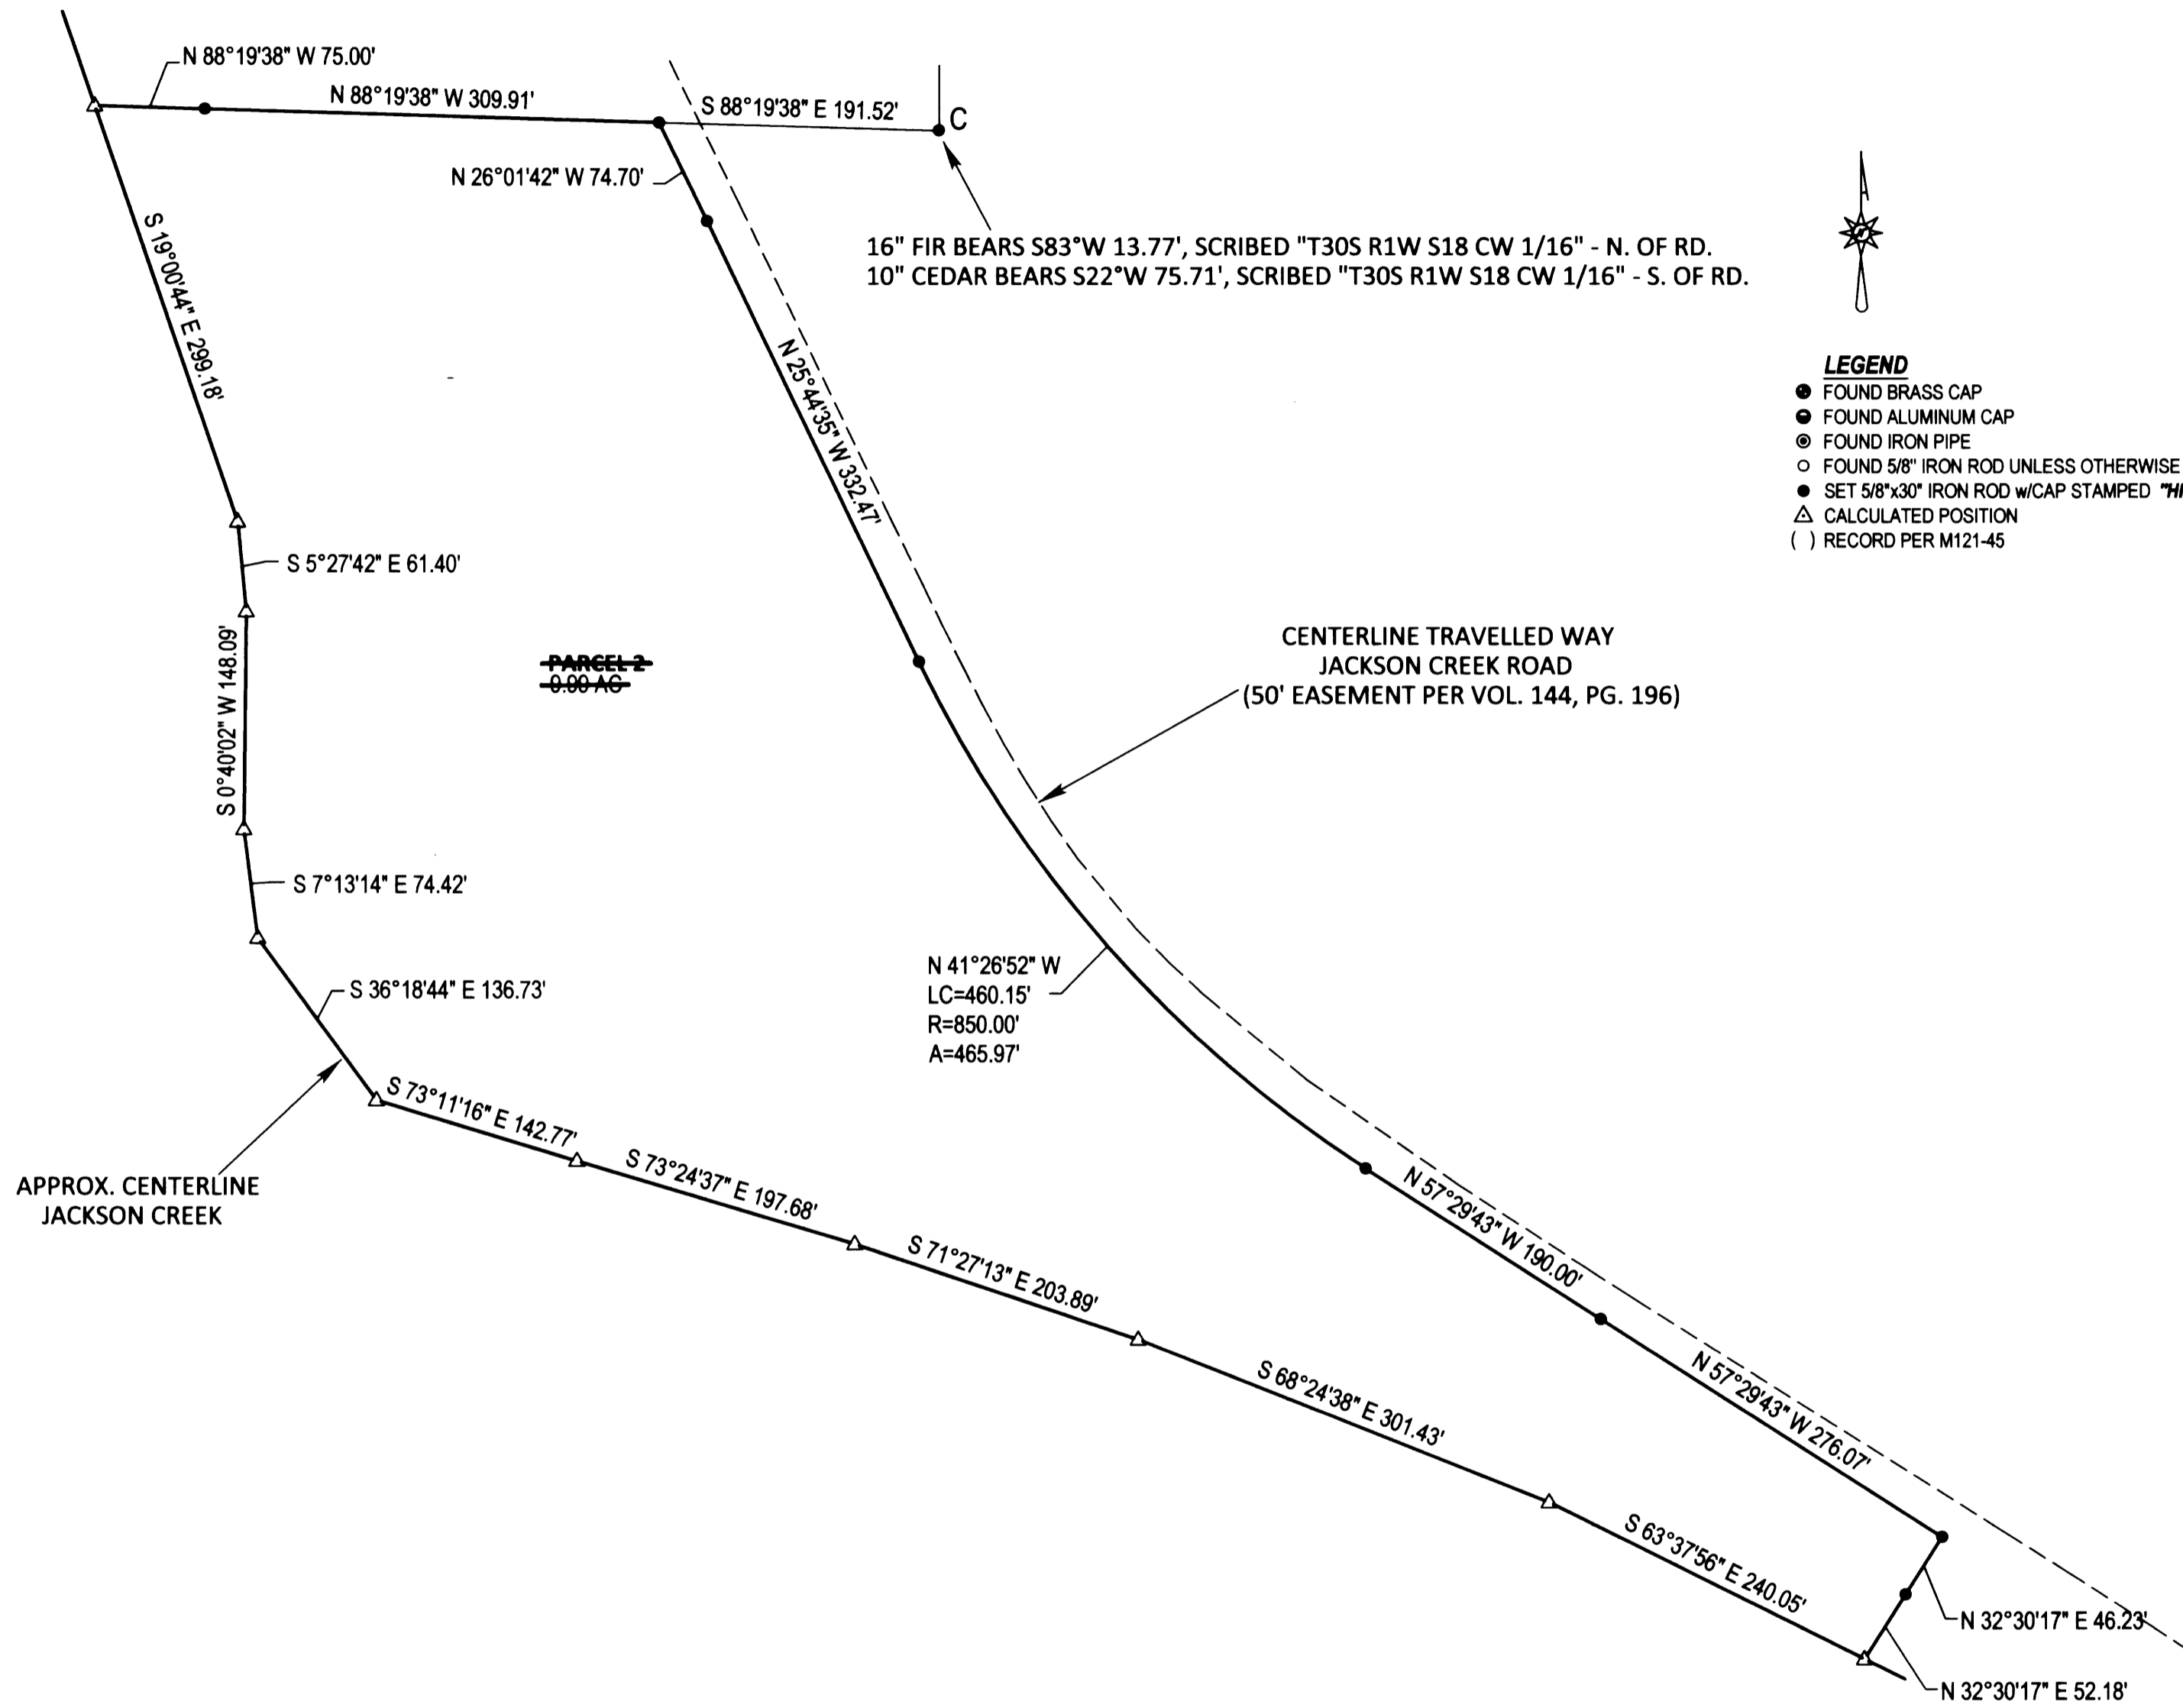 N 88°19'38" W 75.00'
N 88°19'38" W 309.91'
S 88°19'38" E 191.52'
C
N 26°01'42" W 74.70'
16" FIR BEARS S83°W 13.77', SCRIBED "T30S R1W S18 CW 1/16" - N. OF RD.
10" CEDAR BEARS S22°W 75.71', SCRIBED "T30S R1W S18 CW 1/16" - S. OF RD.
S 19°00'44" E 299.18'
N 25°44'35" W 332.47'
LEGEND
FOUND BRASS CAP
FOUND ALUMINUM CAP
FOUND IRON PIPE
FOUND 5/8" IRON ROD UNLESS OTHERWISE
SET 5/8"x30" IRON ROD w/CAP STAMPED
CALCULATED POSITION
( ) RECORD PER M121-45
S 5°27'42" E 61.40'
S 0°40'02" W 148.09'
PARCEL 2
CENTERLINE TRAVELLED WAY
JACKSON CREEK ROAD
(50' EASEMENT PER VOL. 144, PG. 196)
S 7°13'14" E 74.42'
S 36°18'44" E 136.73'
N 41°26'52" W
LC=460.15'
R=850.00'
A=465.97'
S 73°11'16" E 142.77'
APPROX. CENTERLINE
JACKSON CREEK
S 73°24'37" E 197.68'
S 71°27'13" E 203.89'
N 57°29'43" W 190.00'
S 68°24'38" E 301.43'
N 57°29'43" W 276.07'
S 63°37'56" E 240.05'
N 32°30'17" E 46.23'
N 32°30'17" E 52.18'